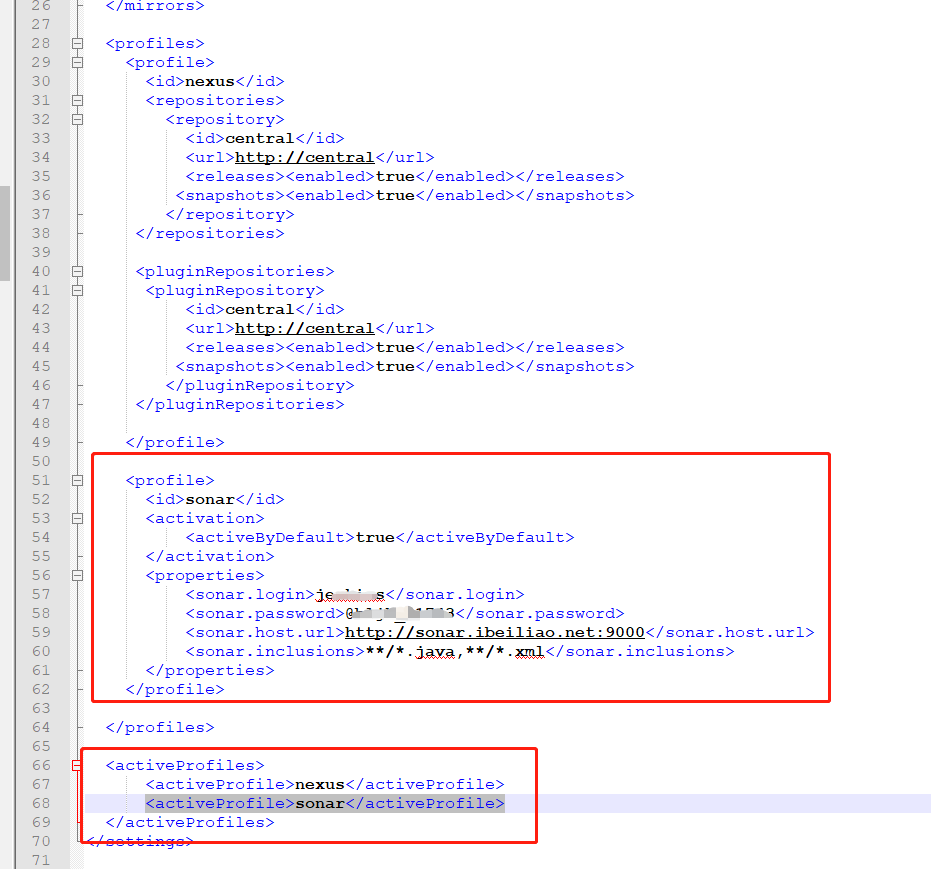 26 </mirrors>
27
28 <profiles>
29 <profile>
30 <id>nexus</id>
31 <repositories>
32 <repository>
33 <id>central</id>
34 <url>http://central</url>
35 <releases><enabled>true</enabled></releases>
36 <snapshots><enabled>true</enabled></snapshots>
37 </repository>
38 </repositories>
39
40 <pluginRepositories>
41 <pluginRepository>
42 <id>central</id>
43 <url>http://central</url>
44 <releases><enabled>true</enabled></releases>
45 <snapshots><enabled>true</enabled></snapshots>
46 </pluginRepository>
47 </pluginRepositories>
48
49 </profile>
50
51 <profile>
52 <id>sonar</id>
53 <activation>
54 <activeByDefault>true</activeByDefault>
55 </activation>
56 <properties>
57 <sonar.login></sonar.login>
58 <sonar.password></sonar.password>
59 <sonar.host.url>http://sonar.ibeiliao.net:9000</sonar.host.url>
60 <sonar.inclusions>**/*.java,**/*.xml</sonar.inclusions>
61 </properties>
62 </profile>
63
64 </profiles>
65
66 <activeProfiles>
67 <activeProfile>nexus</activeProfile>
68 <activeProfile>sonar</activeProfile>
69 </activeProfiles>
70 </settings>
71